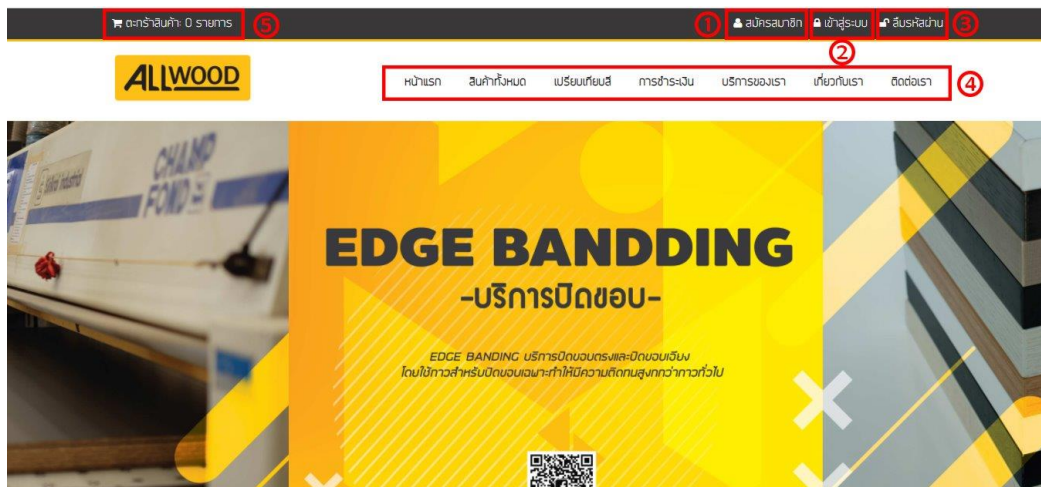 ตะกร้าสินค้า: 0 รายการ ⑤ ① สมัครสมาชิก เข้าสู่ระบบ ลืมรหัสผ่าน ③
②
ALLWOOD
หน้าแรก สินค้าทั้งหมด เปรียบเทียบสี การชำระเงิน บริการของเรา เกี่ยวกับเรา ติดต่อเรา ④
CHAMP
FOND
EDGE BANDDING
-บริการปิดขอบ-
EDGE BANDING บริการปิดขอบตรงและปิดขอบเอียง
โดยใช้กาวสำหรับปิดขอบเฉพาะทำให้มีความติดทนสูงกกว่ากาวทั่วไป